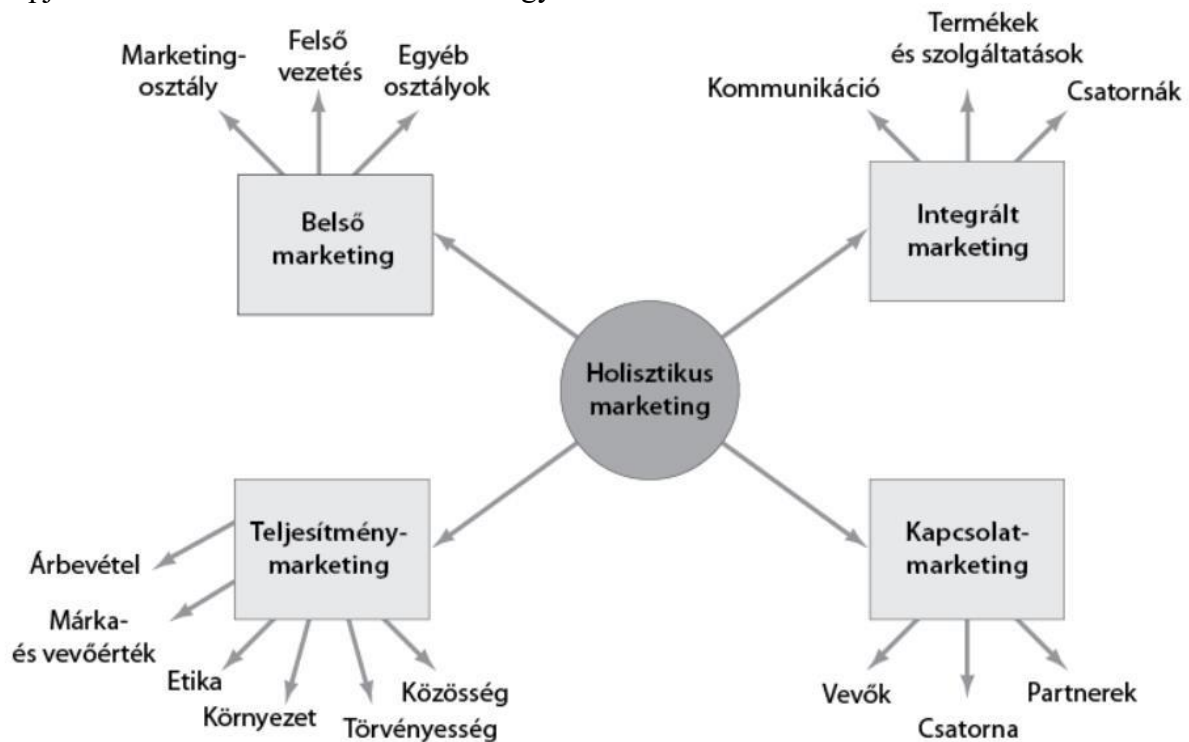 Marketing-
osztály
Felső
vezetés
Egyéb
osztályok
Belső
marketing
Termékek
és szolgáltatások
Kommunikáció
Csatornák
Integrált
marketing
Holisztikus
marketing
Teljesítmény-
marketing
Árbevétel
Márka-
és vevőérték
Etika
Környezet
Törvényesség
Közösség
Kapcsolat-
marketing
Vevők
Csatorna
Partnerek